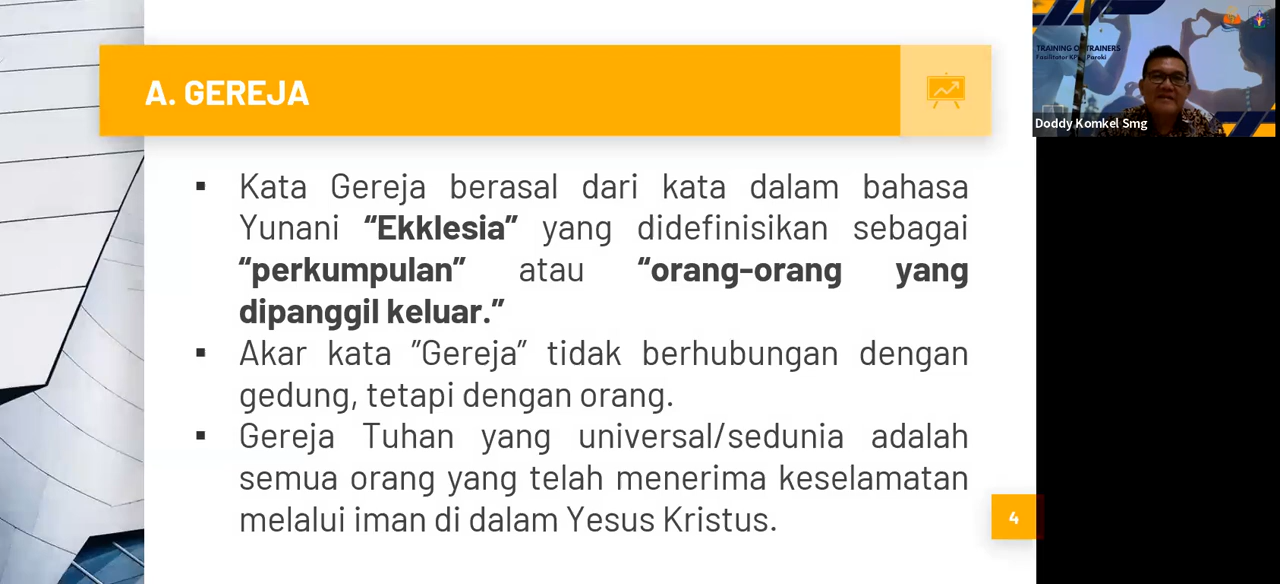 A. GEREJA
▪ Kata Gereja berasal dari kata dalam bahasa
Yunani “Ekklesia” yang didefinisikan sebagai
“perkumpulan” atau “orang-orang yang
dipanggil keluar.”
▪ Akar kata ”Gereja” tidak berhubungan dengan
gedung, tetapi dengan orang.
▪ Gereja Tuhan yang universal/sedunia adalah
semua orang yang telah menerima keselamatan
melalui iman di dalam Yesus Kristus.
4
TRAINING OF TRAINERS
Fasilitator Paroki
Doddy Komkel Smg